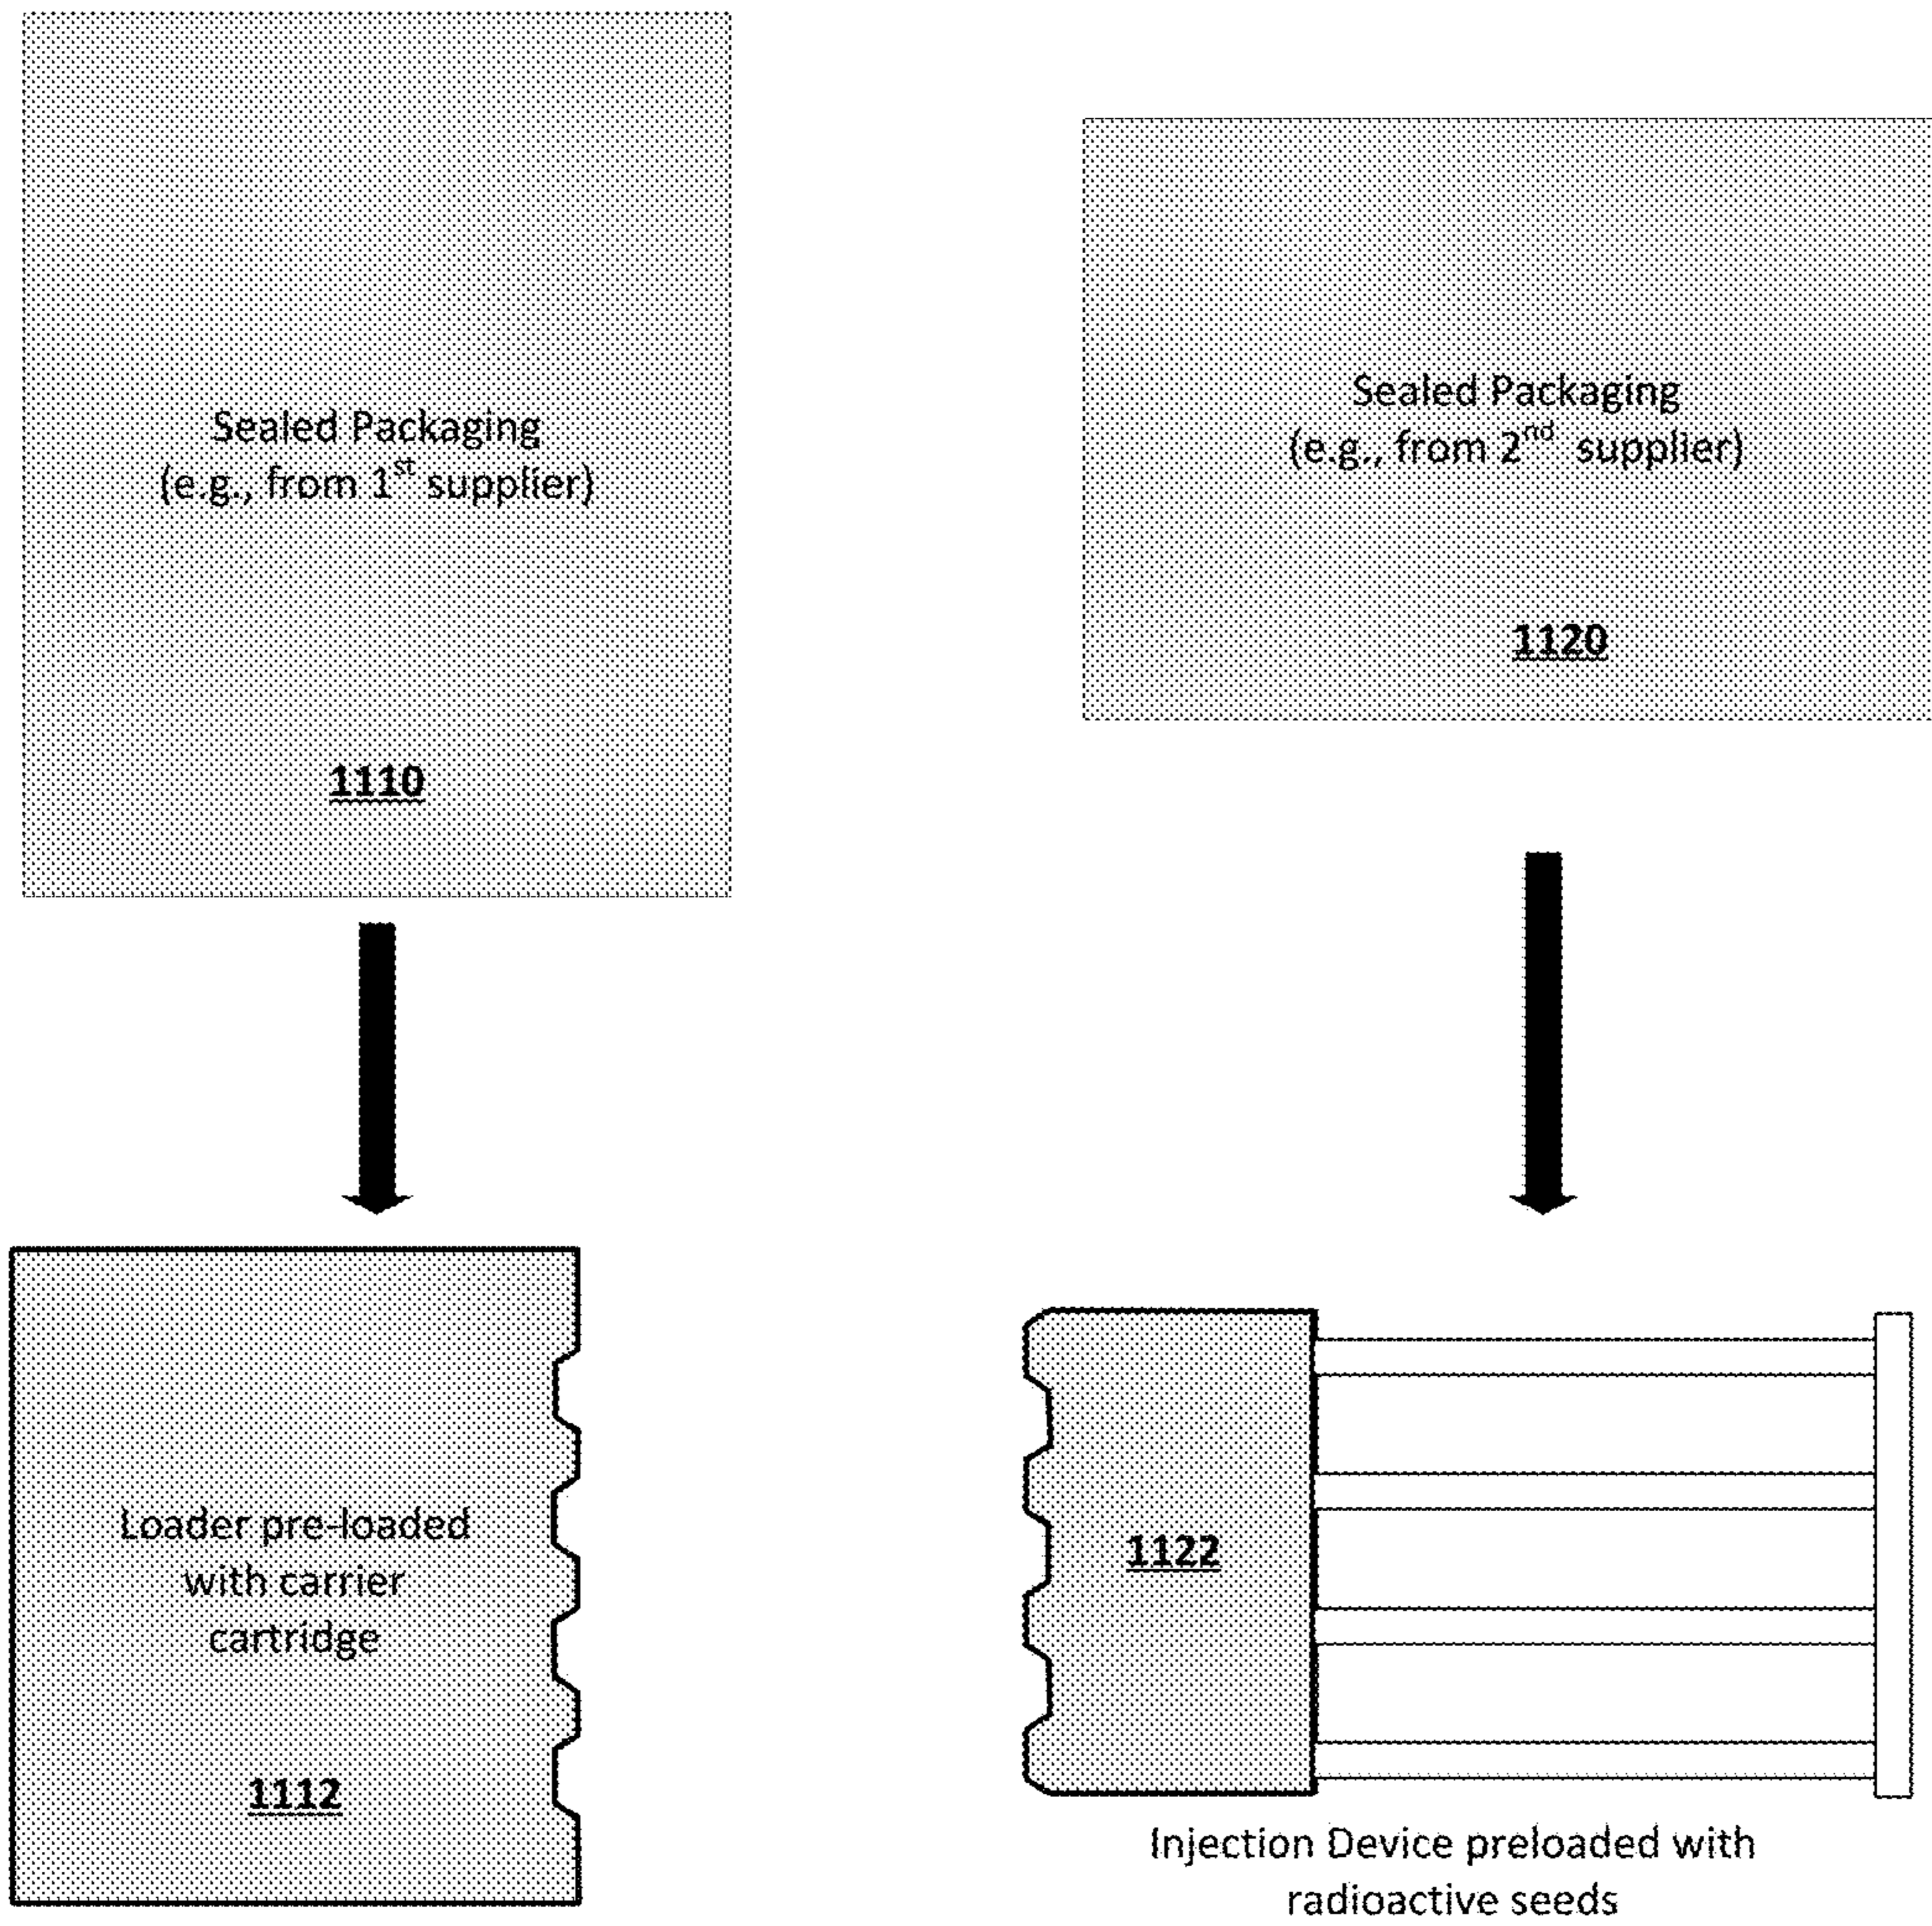 Sealed Packaging
(e.g., from 1st supplier)
1110
Sealed Packaging
(e.g., from 2nd supplier)
1120
Loader pre-loaded
with carrier
cartridge
1112
1122
Injection Device preloaded with
radioactive seeds